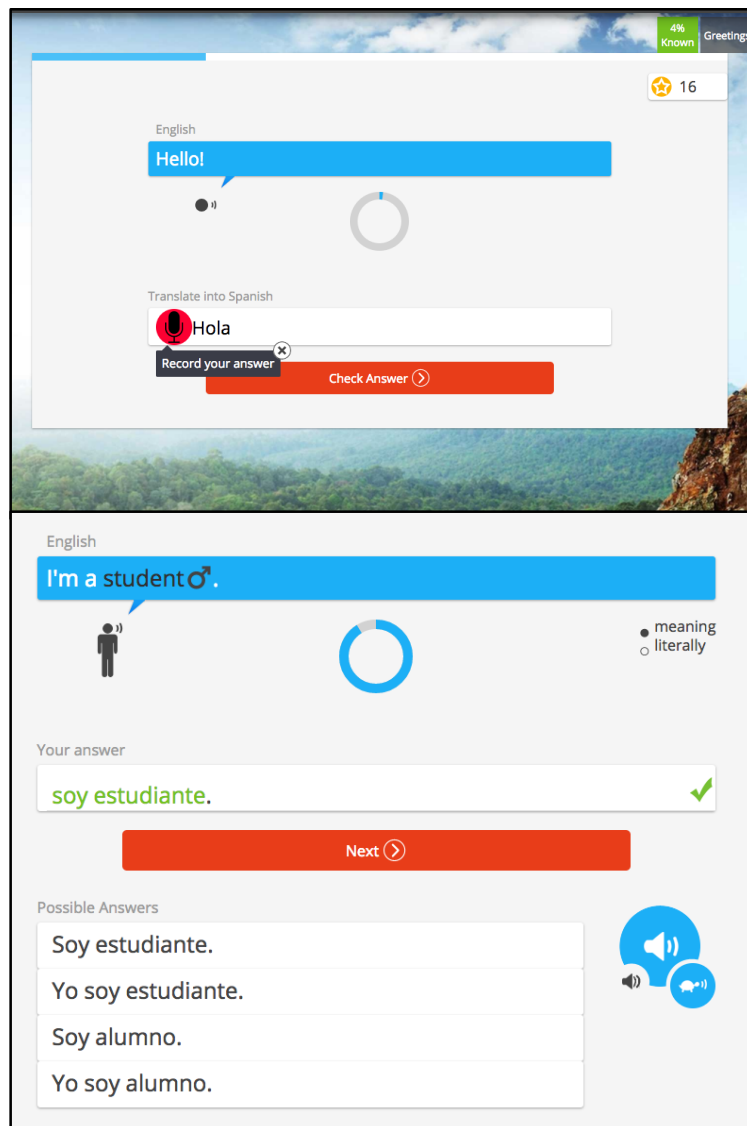 4%
Known
Greetings
16
English
Hello!
Translate into Spanish
Hola
Record your answer
Check Answer
English
I'm a student♂.
meaning
literally
Your answer
soy estudiante.
Next
Possible Answers
Soy estudiante.
Yo soy estudiante.
Soy alumno.
Yo soy alumno.